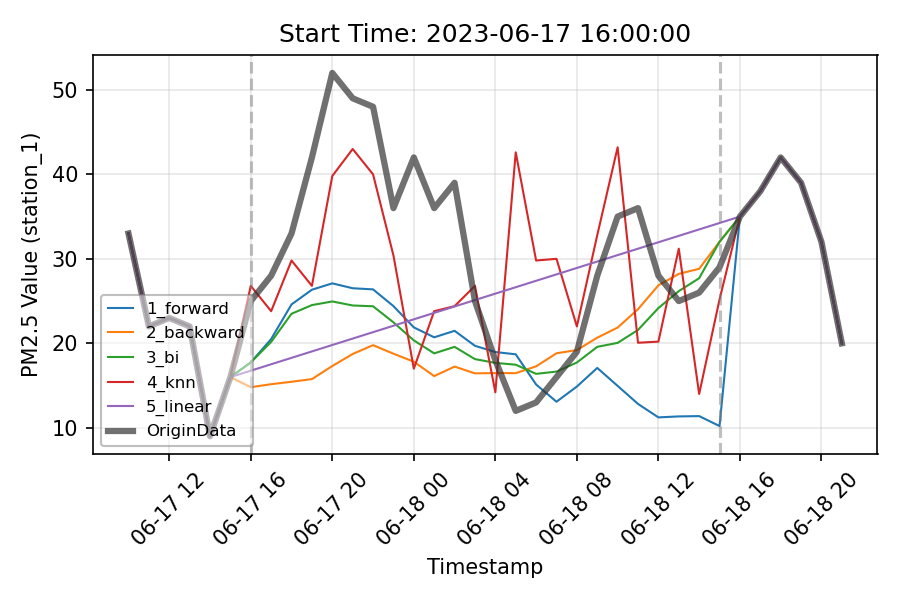 Start Time: 2023-06-17 16:00:00
PM2.5 Value (station_1)
50
40
30
20
10
1_forward
2_backward
3_bi
4_knn
5_linear
OriginData
06-17 12
06-17 16
06-17 20
06-18 00
06-18 04
06-18 08
06-18 12
06-18 16
06-18 20
Timestamp